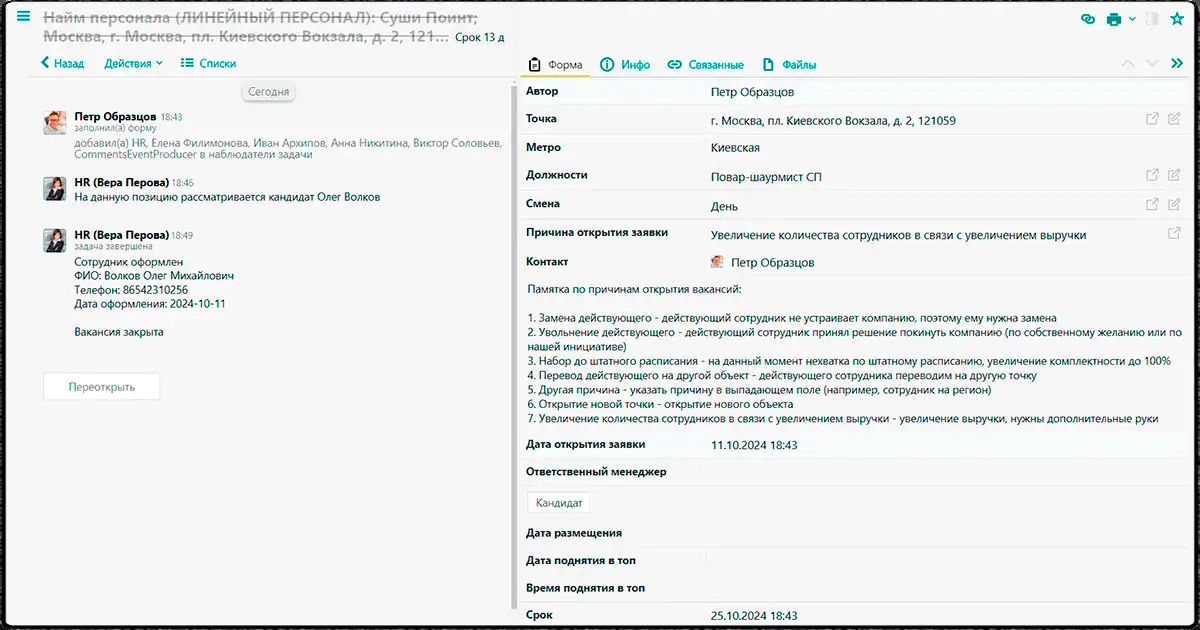 Найм персонала (ЛИНЕЙНЫЙ ПЕРСОНАЛ): Суши Поинт;
Москва, г. Москва, пл. Киевского Вокзала, д. 2, 121... Срок 13 д
Назад Действия Списки
Сегодня
Петр Образцов 18:43
заполнил(а) форму
добавил(а) HR, Елена Филимонова, Иван Архипов, Анна Никитина, Виктор Соловьев,
CommentsEventProducer в наблюдатели задачи
HR (Вера Перова) 18:46
На данную позицию рассматривается кандидат Олег Волков
HR (Вера Перова) 18:49
задача завершена
Сотрудник оформлен
ФИО: Волков Олег Михайлович
Телефон: 86542310256
Дата оформления: 2024-10-11
Вакансия закрыта
Переоткрыть
Форма Инфо Связанные Файлы
Автор Петр Образцов
Точка г. Москва, пл. Киевского Вокзала, д. 2, 121059
Метро Киевская
Должности Повар-шаурмист СП
Смена День
Причина открытия заявки Увеличение количества сотрудников в связи с увеличением выручки
Контакт Петр Образцов
Памятка по причинам открытия вакансий:
1. Замена действующего - действующий сотрудник не устраивает компанию, поэтому ему нужна замена
2. Увольнение действующего - действующий сотрудник принял решение покинуть компанию (по собственному желанию или по
нашей инициативе)
3. Набор до штатного расписания - на данный момент нехватка по штатному расписанию, увеличение комплектности до 100%
4. Перевод действующего на другой объект - действующего сотрудника переводим на другую точку
5. Другая причина - указать причину в выпадающем поле (например, сотрудник на регион)
6. Открытие новой точки - открытие нового объекта
7. Увеличение количества сотрудников в связи с увеличением выручки - увеличение выручки, нужны дополнительные руки
Дата открытия заявки 11.10.2024 18:43
Ответственный менеджер
Кандидат
Дата размещения
Дата поднятия в топ
Время поднятия в топ
Срок 25.10.2024 18:43